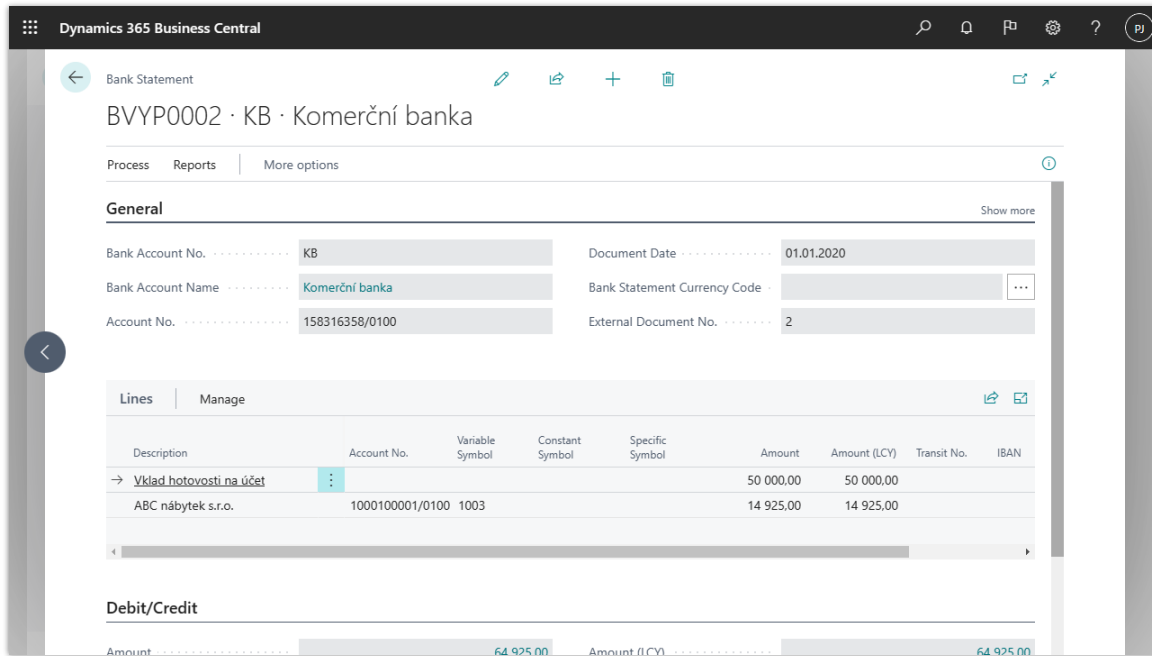 Dynamics 365 Business Central
PJ
Bank Statement
BVYP0002 · KB · Komerční banka
Process Reports More options
General Show more
Bank Account No. KB Document Date 01.01.2020
Bank Account Name Komerční banka Bank Statement Currency Code
Account No. 158316358/0100 External Document No. 2
Lines Manage
Description Account No. Variable Symbol Constant Symbol Specific Symbol Amount Amount (LCY) Transit No. IBAN
Vklad hotovosti na účet 50 000,00 50 000,00
ABC nábytek s.r.o. 1000100001/0100 1003 14 925,00 14 925,00
Debit/Credit
Amount 64 925,00 Amount (LCY) 64 925,00